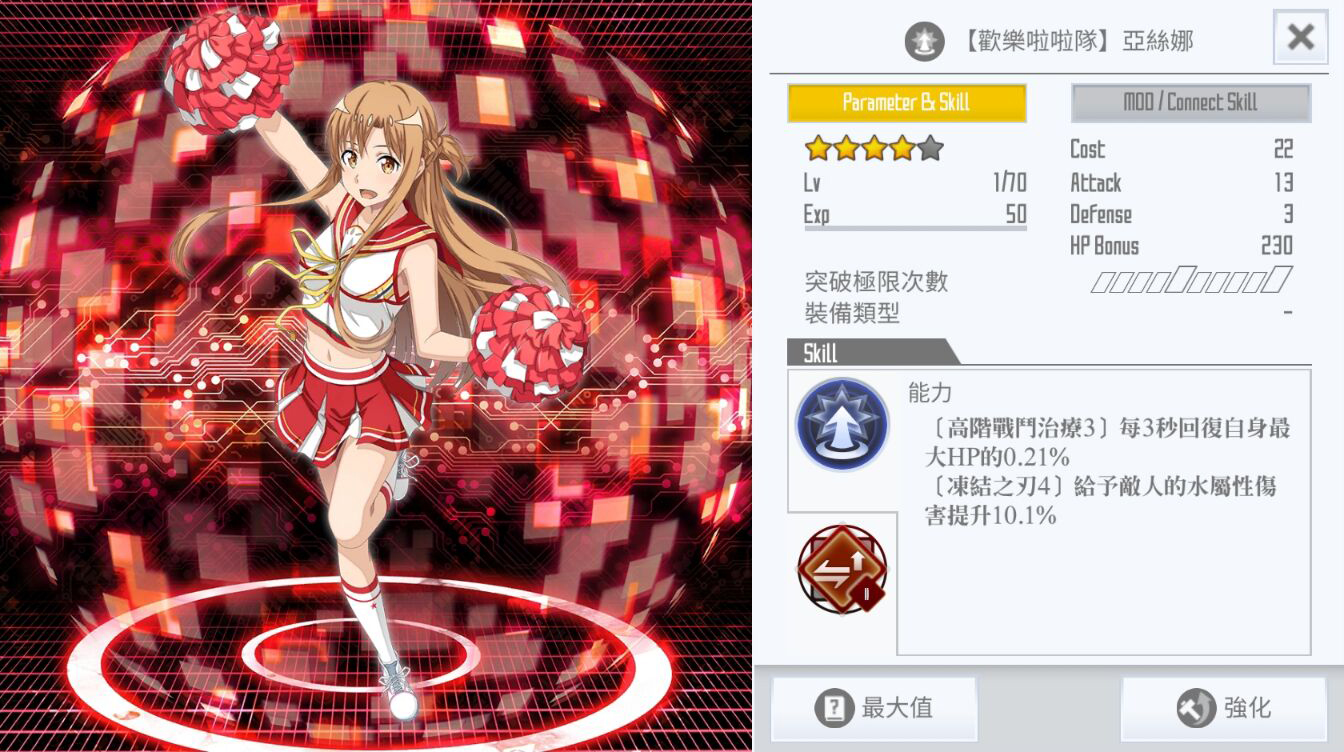 【歡樂啦啦隊】亞絲娜
Parameter & Skill
MOD / Connect Skill
Lv 1/70
Exp 50
Cost 22
Attack 13
Defense 3
HP Bonus 230
突破極限次數
裝備類型 -
Skill
能力
〔高階戰鬥治療3〕每3秒回復自身最
大HP的0.21%
〔凍結之刃4〕給予敵人的水屬性傷
害提升10.1%
II
最大值
強化